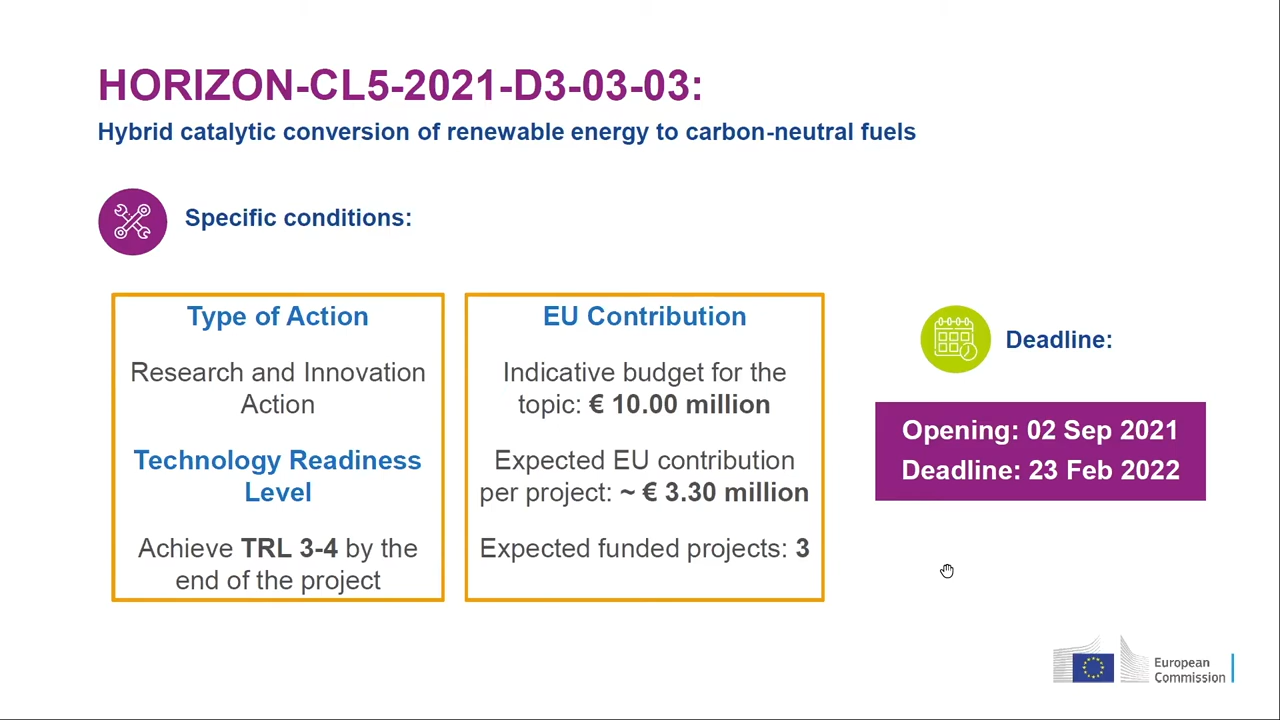 HORIZON-CL5-2021-D3-03-03:
Hybrid catalytic conversion of renewable energy to carbon-neutral fuels
Specific conditions:
Type of Action
Research and Innovation
Action
Technology Readiness
Level
Achieve TRL 3-4 by the
end of the project
EU Contribution
Indicative budget for the
topic: € 10.00 million
Expected EU contribution
per project: ~ € 3.30 million
Expected funded projects: 3
Deadline:
Opening: 02 Sep 2021
Deadline: 23 Feb 2022
European
Commission